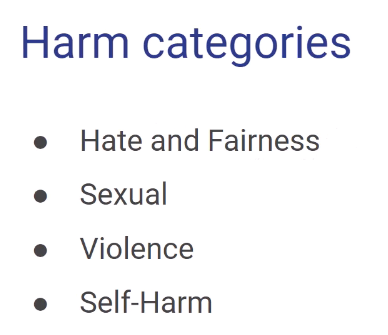 Harm categories
● Hate and Fairness
● Sexual
● Violence
● Self-Harm